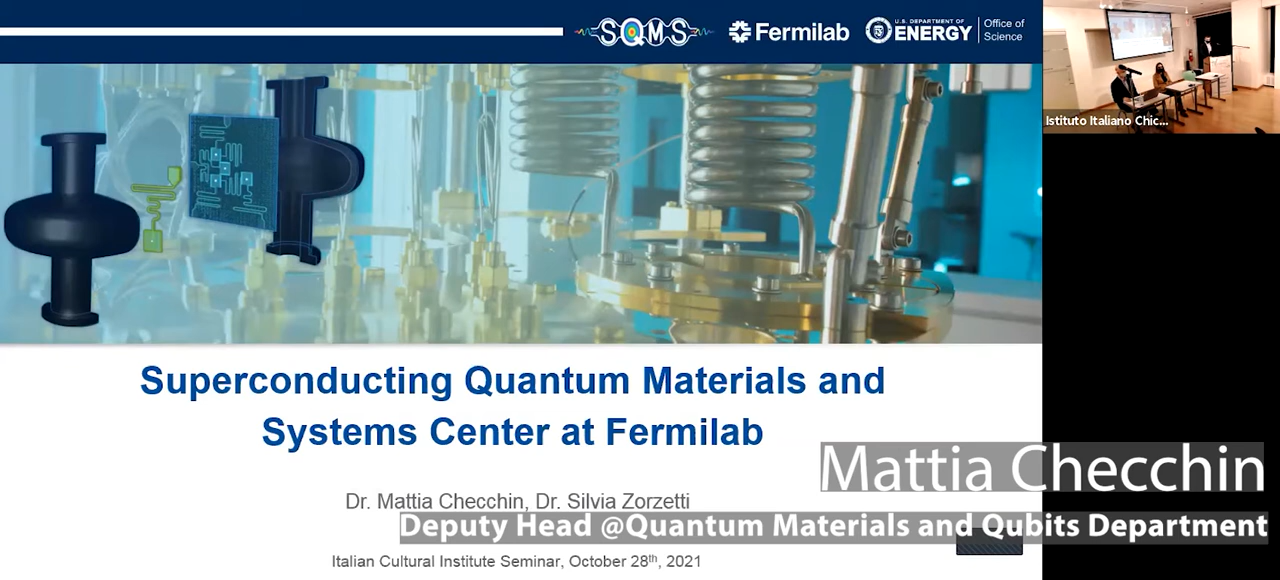 SQMS
Fermilab
U.S. DEPARTMENT OF
ENERGY
Office of
Science
Istituto Italiano Chic...
Superconducting Quantum Materials and
Systems Center at Fermilab
Mattia Checchin
Dr. Mattia Checchin, Dr. Silvia Zorzetti
Deputy Head @Quantum Materials and Qubits Department
Italian Cultural Institute Seminar, October 28th, 2021